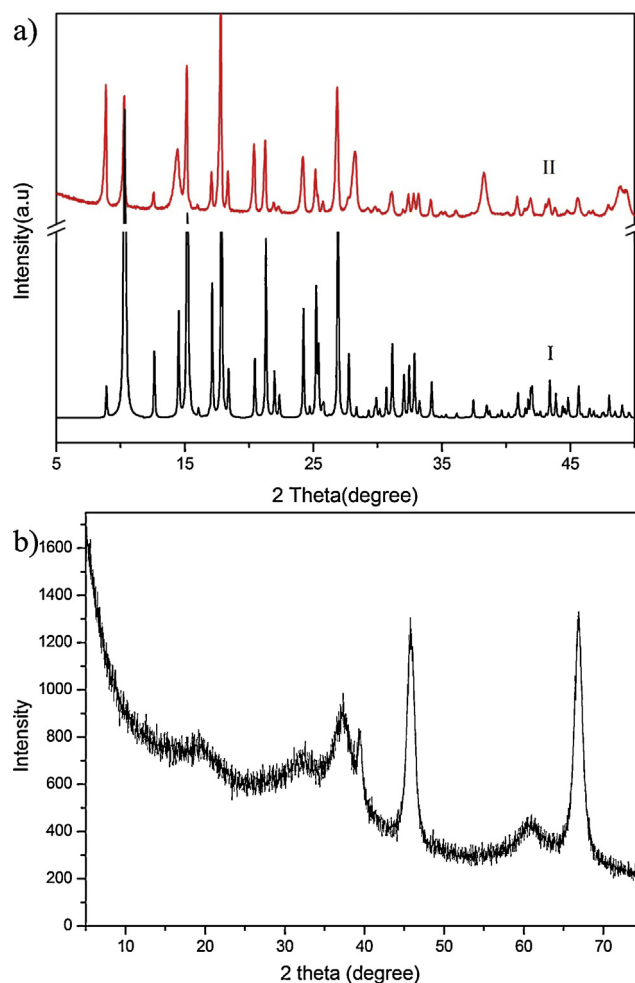 a)
Intensity(a.u)
II
I
5 15 25 35 45
2 Theta(degree)
b)
Intensity
1600
1400
1200
1000
800
600
400
200
0
10 20 30 40 50 60 70
2 theta (degree)